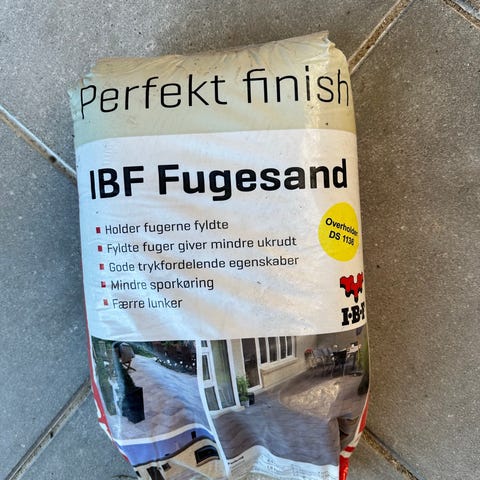 Perfekt finish
IBF Fugesand
Holder fugerne fyldte
Fyldte fuger giver mindre ukrudt
Gode trykfordelende egenskaber
Mindre sporkøring
Færre lunker
Overholder
DS 1136
I·B·F